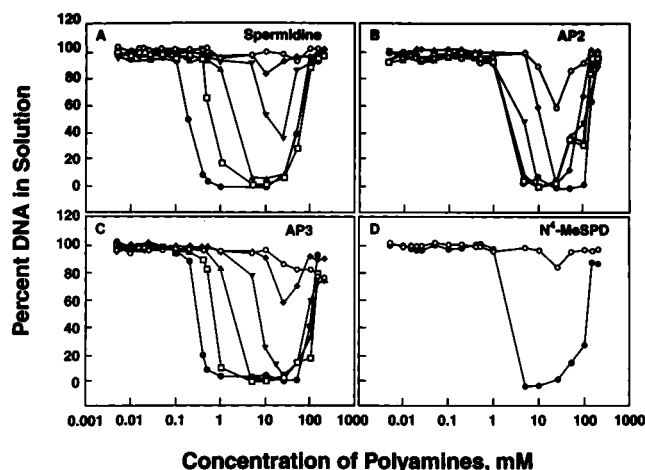 120
A
Spermidine
B
AP2
100
80
60
40
20
0
120
C
AP3
D
N⁴-MeSPD
100
80
60
40
20
0
0.001 0.01 0.1 1 10 100 1000
0.01 0.1 1 10 100 1000
Percent DNA in Solution
Concentration of Polyamines, mM